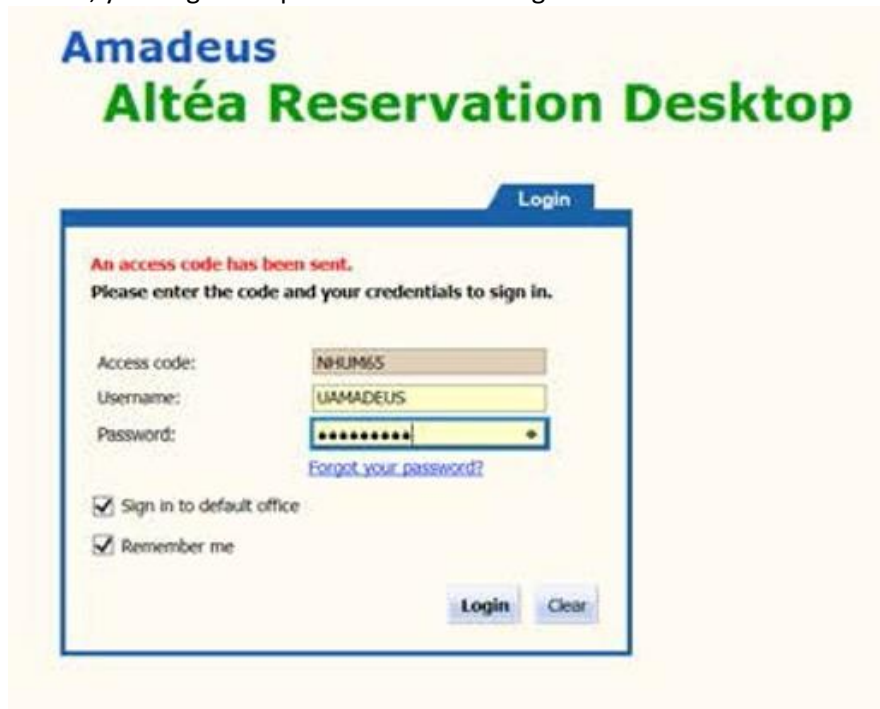 Amadeus
Altéa Reservation Desktop
Login
An access code has been sent.
Please enter the code and your credentials to sign in.
Access code: NHUM65
Username: UAMADEUS
Password: •••••••••
Forgot your password?
Sign in to default office
Remember me
Login Clear